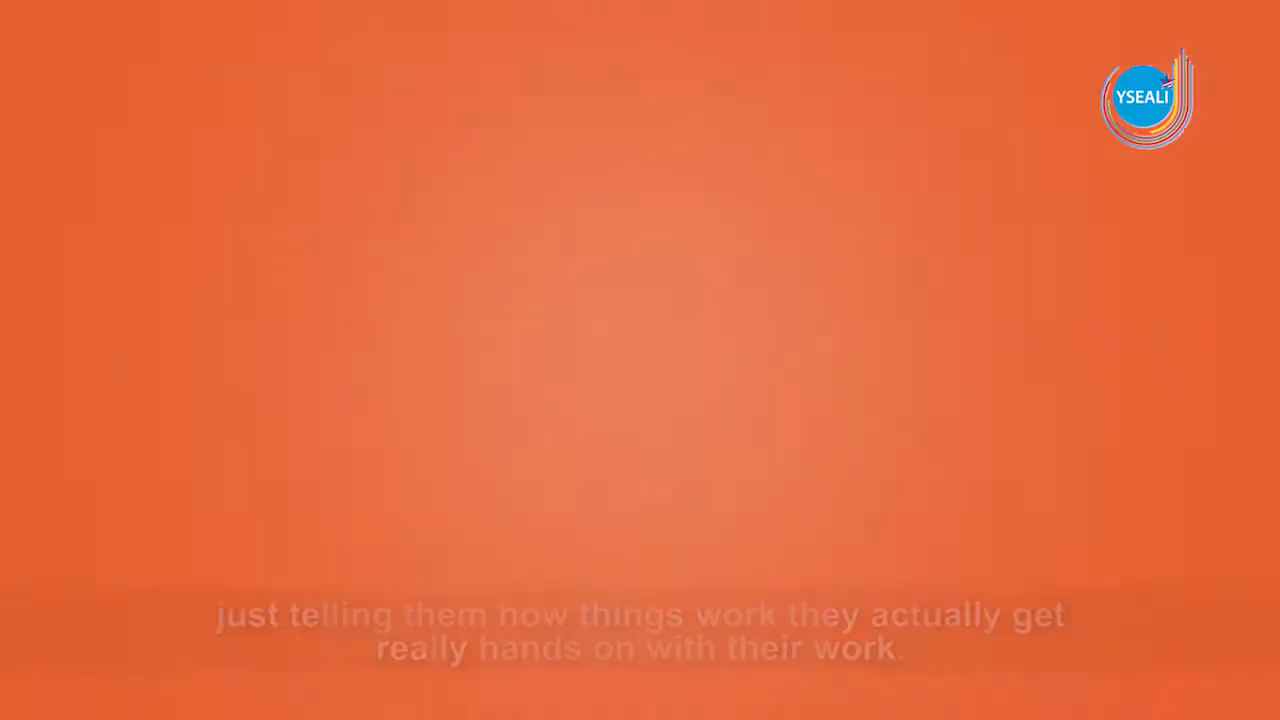 YSEALI
just telling them how things work they actually get
really hands on with their work.